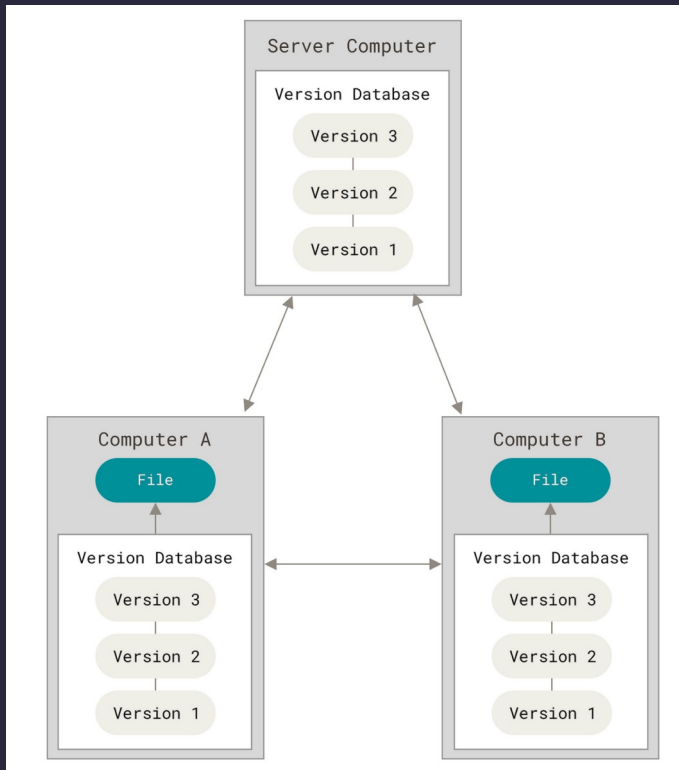 Server Computer
Version Database
Version 3
Version 2
Version 1
Computer A
File
Version Database
Version 3
Version 2
Version 1
Computer B
File
Version Database
Version 3
Version 2
Version 1